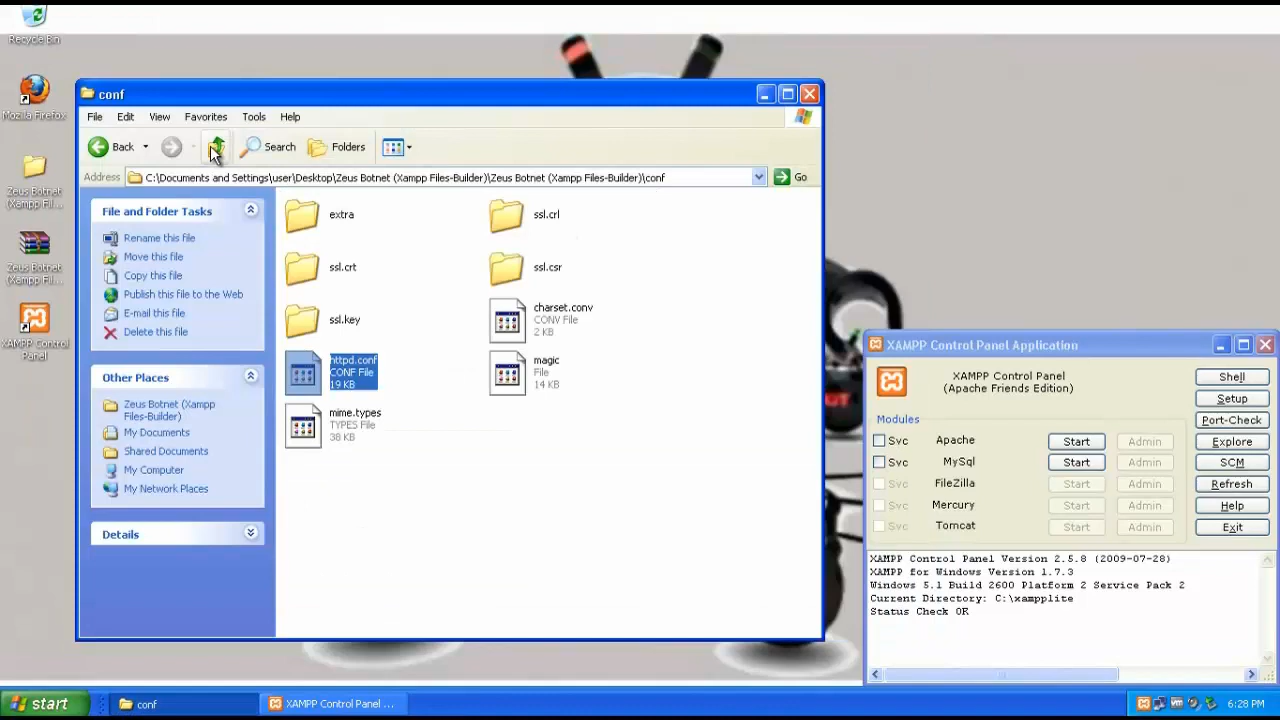 Recycle Bin
Mozilla Firefox
Zeus Botnet
(Xampp Fil...
Zeus Botnet
(Xampp Fil...
XAMPP Control
Panel
conf
File Edit View Favorites Tools Help
Back Search Folders
Address C:\Documents and Settings\user\Desktop\Zeus Botnet (Xampp Files-Builder)\Zeus Botnet (Xampp Files-Builder)\conf Go
File and Folder Tasks
Rename this file
Move this file
Copy this file
Publish this file to the Web
E-mail this file
Delete this file
Other Places
Zeus Botnet (Xampp
Files-Builder)
My Documents
Shared Documents
My Computer
My Network Places
Details
extra
ssl.crl
ssl.crt
ssl.csr
ssl.key
charset.conv
CONV File
2 KB
httpd.conf
CONF File
19 KB
magic
File
14 KB
mime.types
TYPES File
38 KB
XAMPP Control Panel Application
XAMPP Control Panel
(Apache Friends Edition)
Modules
Svc Apache Start Admin
Svc MySql Start Admin
Svc FileZilla Start Admin
Svc Mercury Start Admin
Svc Tomcat Start Admin
Shell
Setup
Port-Check
Explore
SCM
Refresh
Help
Exit
XAMPP Control Panel Version 2.5.8 (2009-07-28)
XAMPP for Windows Version 1.7.3
Windows 5.1 Build 2600 Platform 2 Service Pack 2
Current Directory: C:\xampplite
Status Check OK
start
conf
XAMPP Control Panel ...
6:28 PM